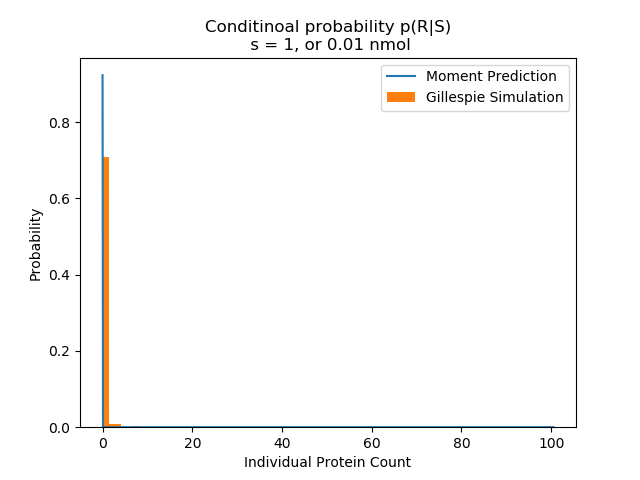 Conditinoal probability p(R|S)
s = 1, or 0.01 nmol
Moment Prediction
Gillespie Simulation
Probability
0.8
0.6
0.4
0.2
0.0
0 20 40 60 80 100
Individual Protein Count